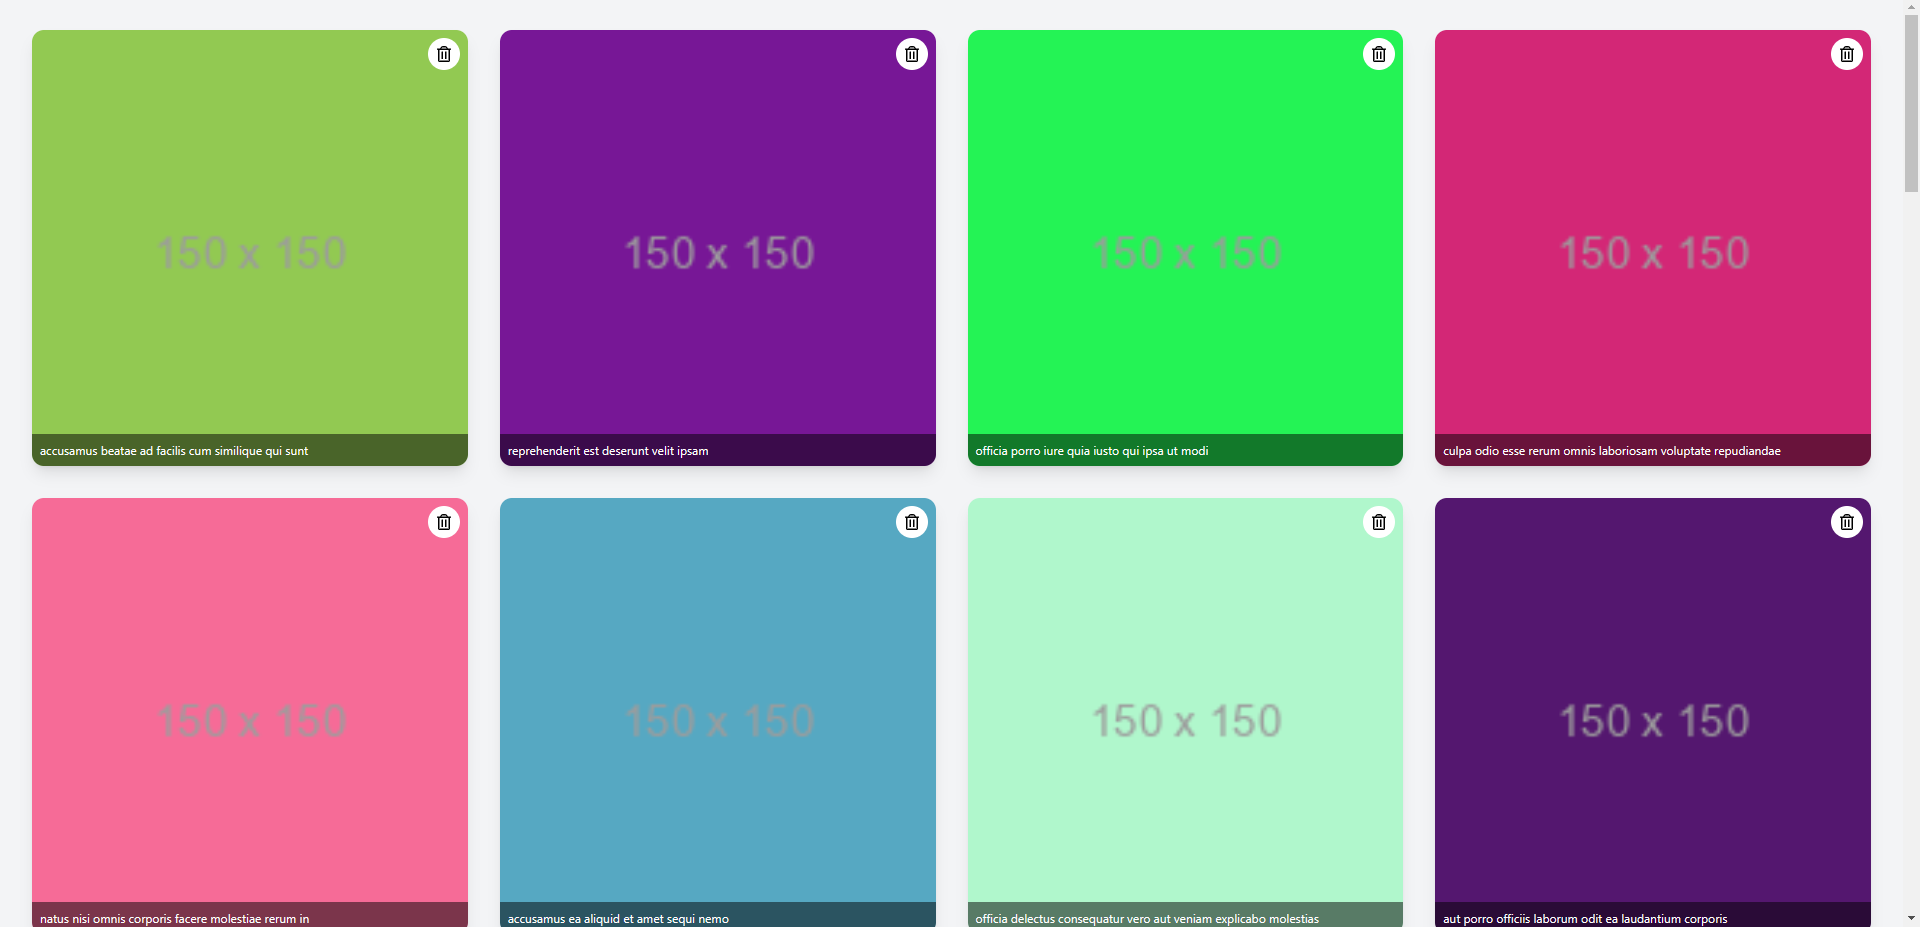 150 x 150
150 x 150
150 x 150
150 x 150
accusamus beatae ad facilis cum similique qui sunt
reprehenderit est deserunt velit ipsam
officia porro iure quia iusto qui ipsa ut modi
culpa odio esse rerum omnis laboriosam voluptate repudiandae
150 x 150
150 x 150
150 x 150
150 x 150
natus nisi omnis corporis facere molestiae rerum in
accusamus ea aliquid et amet sequi nemo
officia delectus consequatur vero aut veniam explicabo molestias
aut porro officiis laborum odit ea laudantium corporis